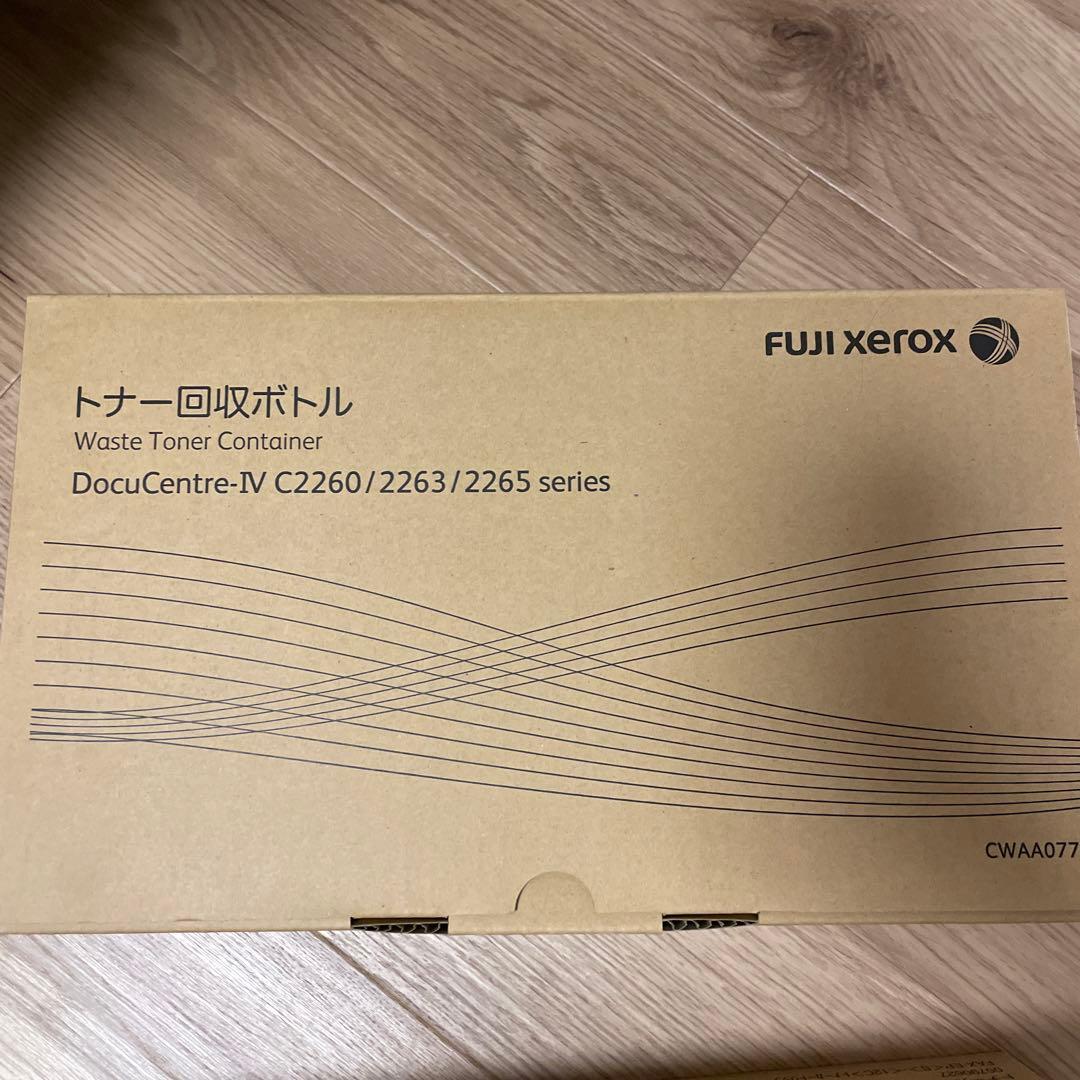 FUJI xerox
トナー回収ボトル
Waste Toner Container
DocuCentre-IV C2260/2263/2265 series
CWAA077